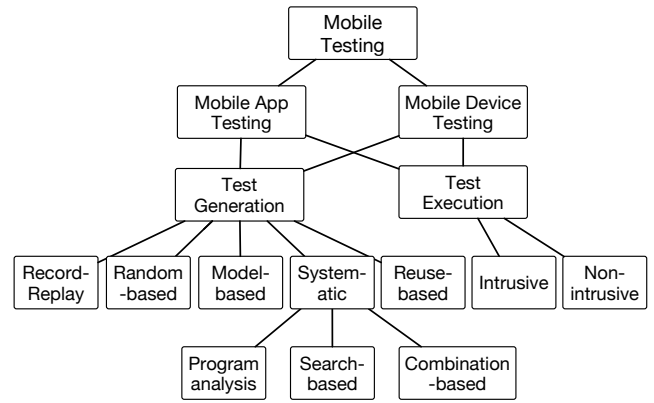 Mobile
Testing
Mobile App
Testing
Mobile Device
Testing
Test
Generation
Test
Execution
Record-
Replay
Random
-based
Model-
based
System-
atic
Reuse-
based
Intrusive
Non-
intrusive
Program
analysis
Search-
based
Combination
-based